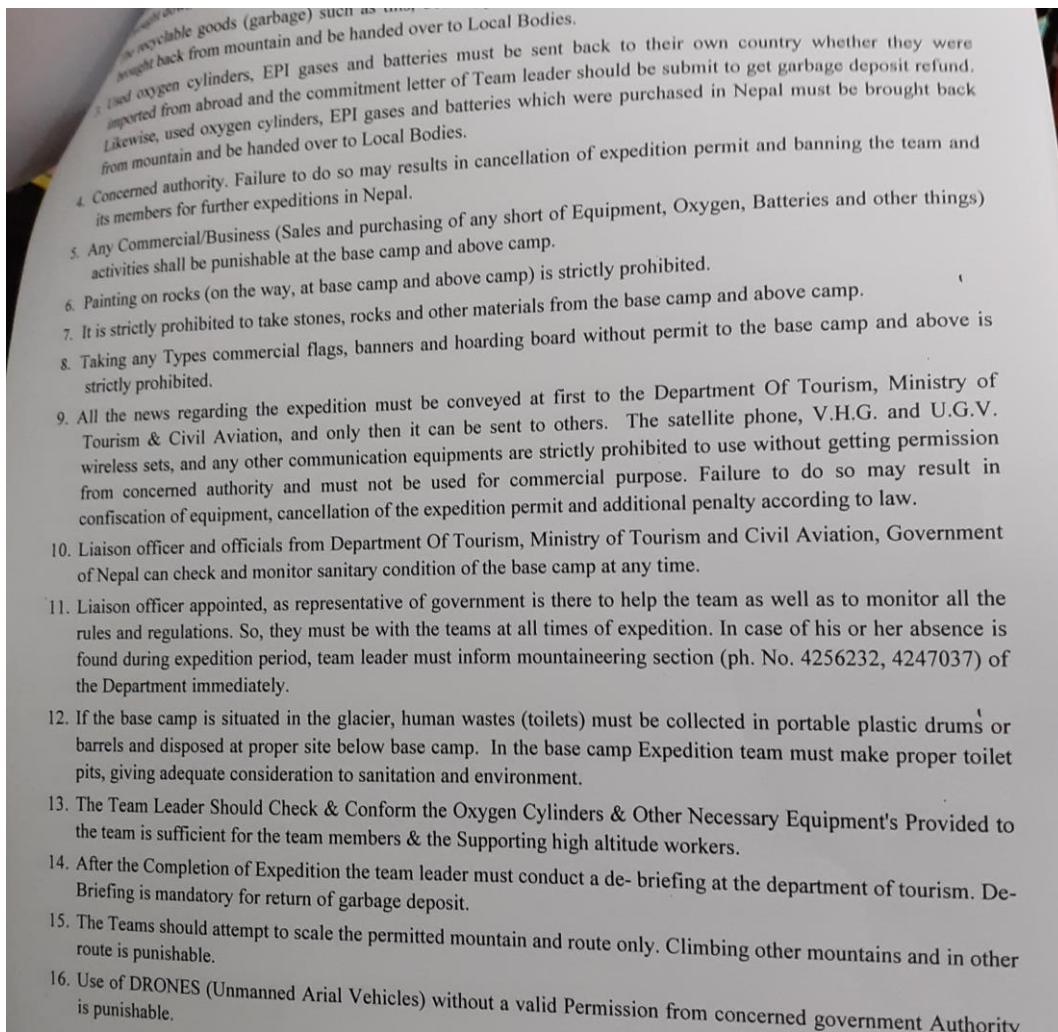 recyclable goods (garbage) such as
brought back from mountain and be handed over to Local Bodies.
3. Used oxygen cylinders, EPI gases and batteries must be sent back to their own country whether they were
imported from abroad and the commitment letter of Team leader should be submit to get garbage deposit refund.
Likewise, used oxygen cylinders, EPI gases and batteries which were purchased in Nepal must be brought back
from mountain and be handed over to Local Bodies.
4. Concerned authority. Failure to do so may results in cancellation of expedition permit and banning the team and
its members for further expeditions in Nepal.
5. Any Commercial/Business (Sales and purchasing of any short of Equipment, Oxygen, Batteries and other things)
activities shall be punishable at the base camp and above camp.
6. Painting on rocks (on the way, at base camp and above camp) is strictly prohibited.
7. It is strictly prohibited to take stones, rocks and other materials from the base camp and above camp.
8. Taking any Types commercial flags, banners and hoarding board without permit to the base camp and above is
strictly prohibited.
9. All the news regarding the expedition must be conveyed at first to the Department Of Tourism, Ministry of
Tourism & Civil Aviation, and only then it can be sent to others. The satellite phone, V.H.G. and U.G.V.
wireless sets, and any other communication equipments are strictly prohibited to use without getting permission
from concerned authority and must not be used for commercial purpose. Failure to do so may result in
confiscation of equipment, cancellation of the expedition permit and additional penalty according to law.
10. Liaison officer and officials from Department Of Tourism, Ministry of Tourism and Civil Aviation, Government
of Nepal can check and monitor sanitary condition of the base camp at any time.
11. Liaison officer appointed, as representative of government is there to help the team as well as to monitor all the
rules and regulations. So, they must be with the teams at all times of expedition. In case of his or her absence is
found during expedition period, team leader must inform mountaineering section (ph. No. 4256232, 4247037) of
the Department immediately.
12. If the base camp is situated in the glacier, human wastes (toilets) must be collected in portable plastic drums or
barrels and disposed at proper site below base camp. In the base camp Expedition team must make proper toilet
pits, giving adequate consideration to sanitation and environment.
13. The Team Leader Should Check & Conform the Oxygen Cylinders & Other Necessary Equipment's Provided to
the team is sufficient for the team members & the Supporting high altitude workers.
14. After the Completion of Expedition the team leader must conduct a de- briefing at the department of tourism. De-
Briefing is mandatory for return of garbage deposit.
15. The Teams should attempt to scale the permitted mountain and route only. Climbing other mountains and in other
route is punishable.
16. Use of DRONES (Unmanned Arial Vehicles) without a valid Permission from concerned government Authority
is punishable.